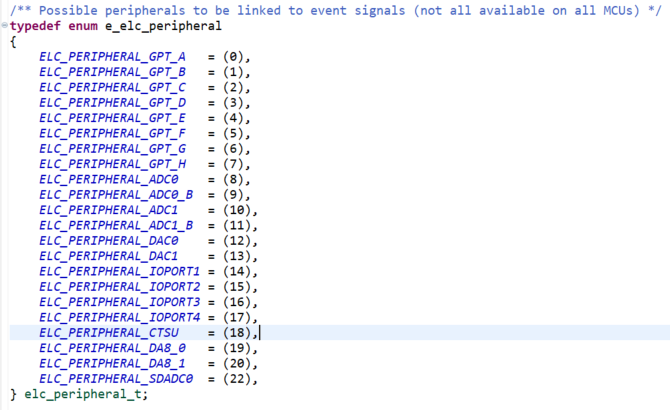 /** Possible peripherals to be linked to event signals (not all available on all MCUs) */
typedef enum e_elc_peripheral
{
    ELC_PERIPHERAL_GPT_A   = (0),
    ELC_PERIPHERAL_GPT_B   = (1),
    ELC_PERIPHERAL_GPT_C   = (2),
    ELC_PERIPHERAL_GPT_D   = (3),
    ELC_PERIPHERAL_GPT_E   = (4),
    ELC_PERIPHERAL_GPT_F   = (5),
    ELC_PERIPHERAL_GPT_G   = (6),
    ELC_PERIPHERAL_GPT_H   = (7),
    ELC_PERIPHERAL_ADC0    = (8),
    ELC_PERIPHERAL_ADC0_B  = (9),
    ELC_PERIPHERAL_ADC1    = (10),
    ELC_PERIPHERAL_ADC1_B  = (11),
    ELC_PERIPHERAL_DAC0    = (12),
    ELC_PERIPHERAL_DAC1    = (13),
    ELC_PERIPHERAL_IOPORT1 = (14),
    ELC_PERIPHERAL_IOPORT2 = (15),
    ELC_PERIPHERAL_IOPORT3 = (16),
    ELC_PERIPHERAL_IOPORT4 = (17),
    ELC_PERIPHERAL_CTSU    = (18),
    ELC_PERIPHERAL_DA8_0   = (19),
    ELC_PERIPHERAL_DA8_1   = (20),
    ELC_PERIPHERAL_SDADC0  = (22),
} elc_peripheral_t;